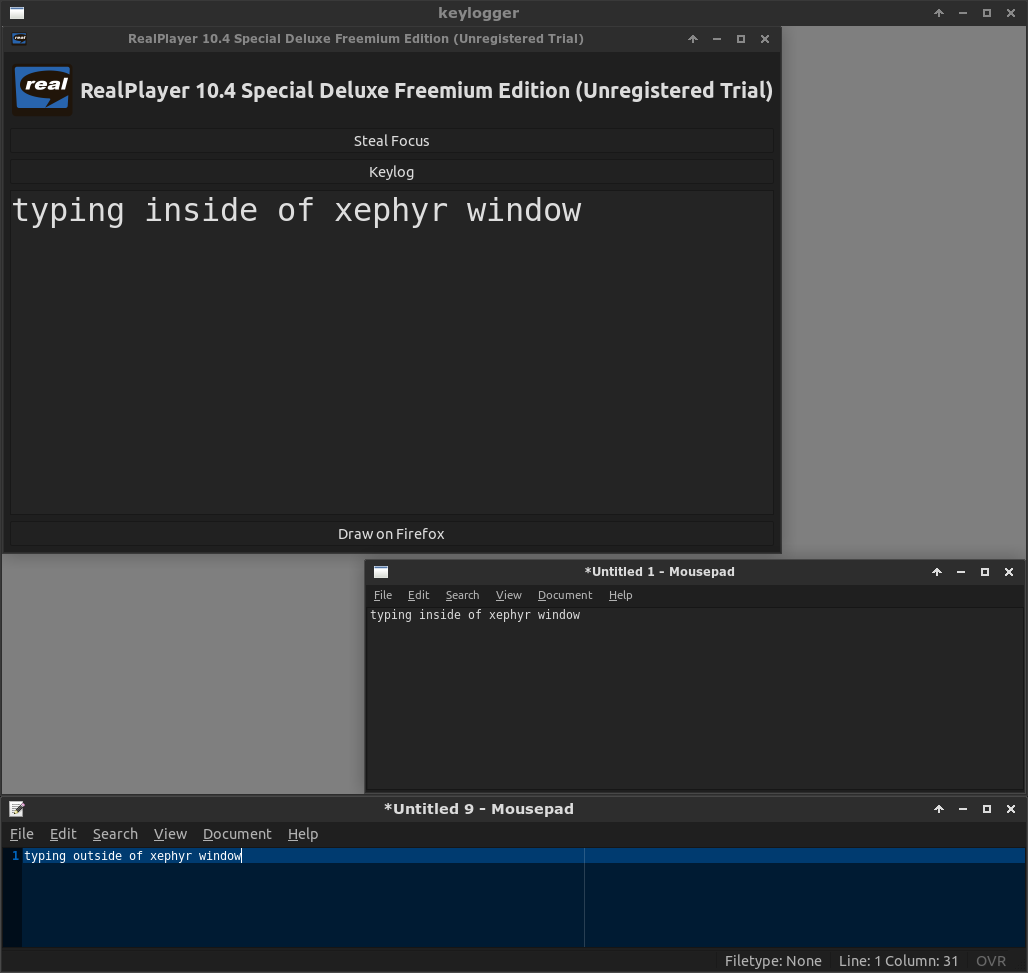 keylogger
RealPlayer 10.4 Special Deluxe Freemium Edition (Unregistered Trial)
real RealPlayer 10.4 Special Deluxe Freemium Edition (Unregistered Trial)
Steal Focus
Keylog
typing inside of xephyr window
Draw on Firefox
*Untitled 1 - Mousepad
File Edit Search View Document Help
typing inside of xephyr window
*Untitled 9 - Mousepad
File Edit Search View Document Help
1 typing outside of xephyr window
Filetype: None Line: 1 Column: 31 OVR